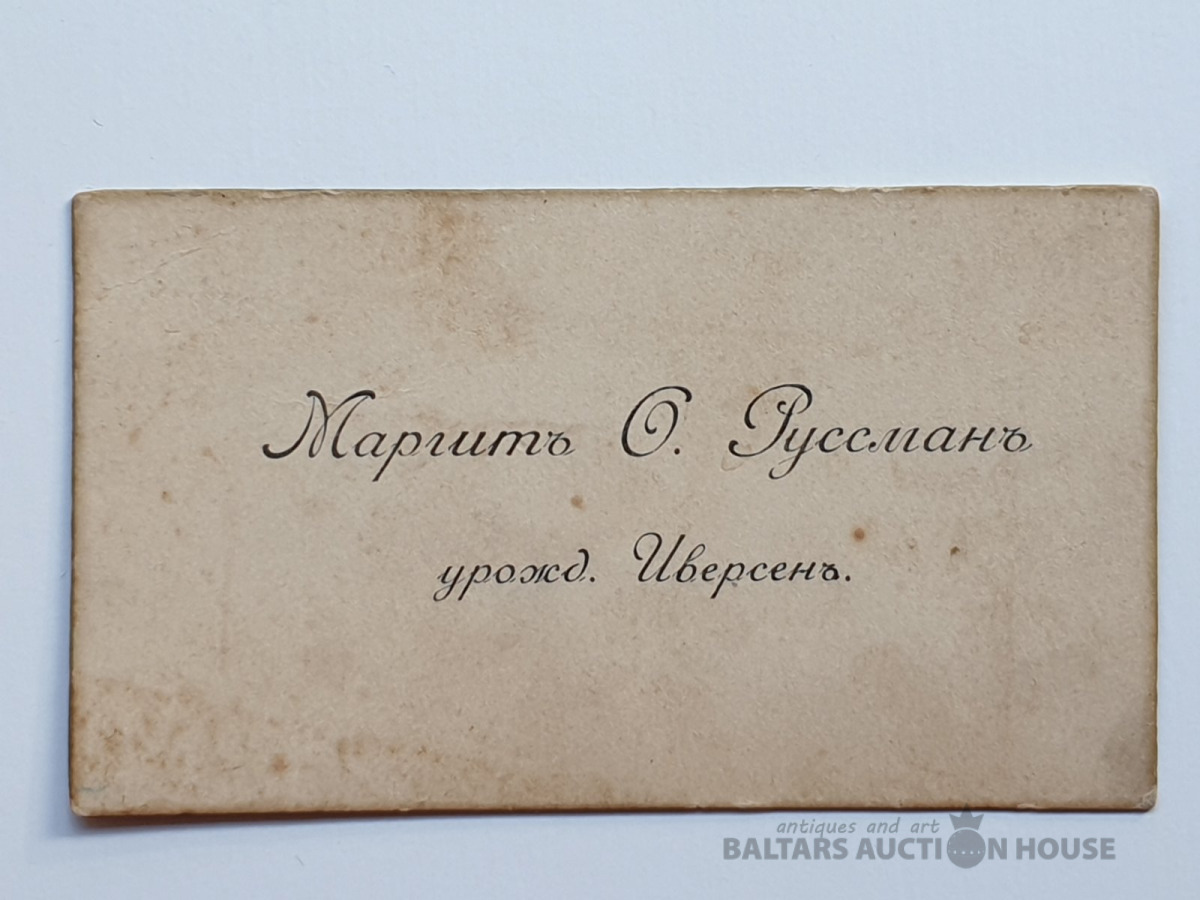 Маргитъ О. Руссманъ
урожд. Иверсенъ.
antiques and art
BALTARS AUCTION HOUSE